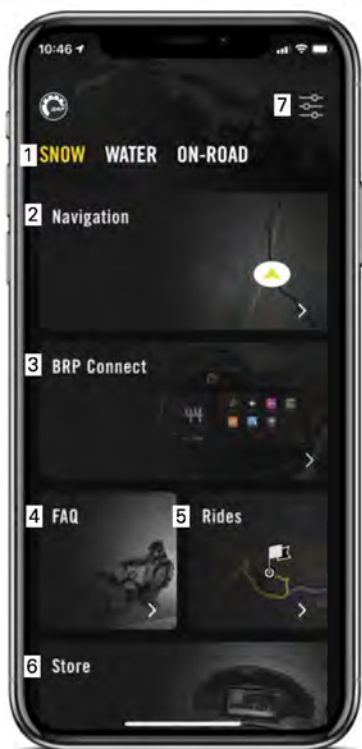 10:46
7
1 SNOW WATER ON-ROAD
2 Navigation
3 BRP Connect
44
4 FAQ
5 Rides
6 Store